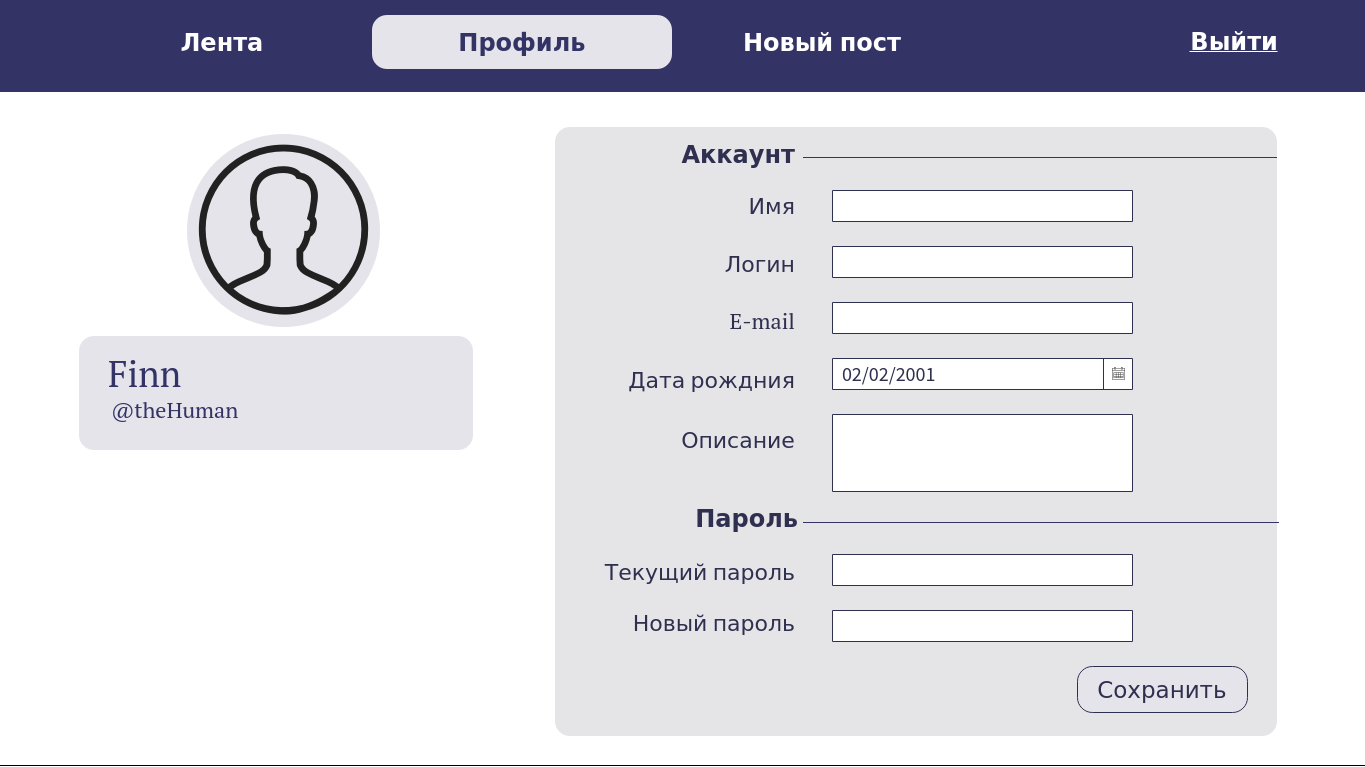 Лента
Профиль
Новый пост
Выйти
Finn
@theHuman
Аккаунт
Имя
Логин
E-mail
Дата рождния
02/02/2001
Описание
Пароль
Текущий пароль
Новый пароль
Сохранить